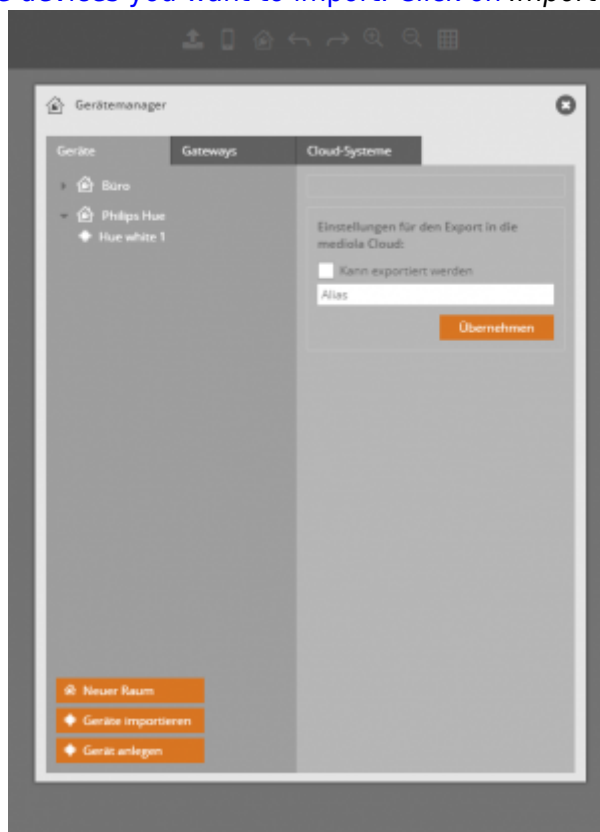 devices you want to import. Click on Import
Gerätemanager
Geräte
Gateways
Cloud-Systeme
Büro
Philips Hue
Hue white 1
Einstellungen für den Export in die
mediola Cloud:
Kann exportiert werden
Alias
Übernehmen
Neuer Raum
Geräte importieren
Gerät anlegen